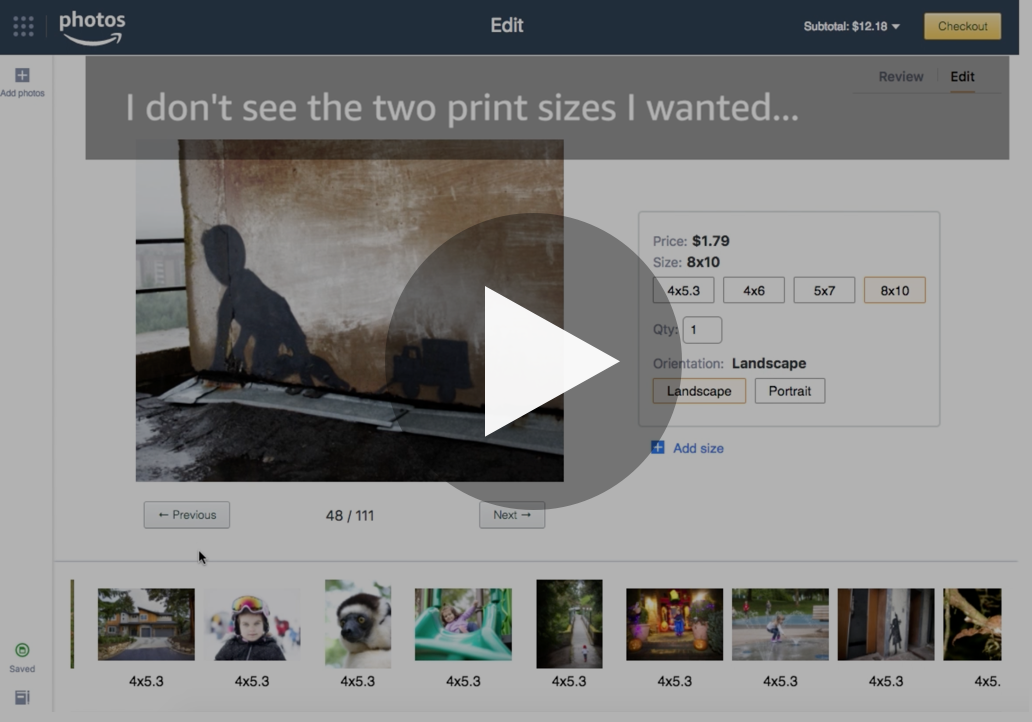 photos
Edit
Subtotal: $12.18
Checkout
Add photos
Review
Edit
I don't see the two print sizes I wanted...
Price: $1.79
Size: 8x10
4x5.3
4x6
5x7
8x10
Qty: 1
Orientation: Landscape
Landscape
Portrait
Add size
← Previous
48 / 111
Next →
4x5.3
4x5.3
4x5.3
4x5.3
4x5.3
4x5.3
4x5.3
4x5.3
4x5.
Saved